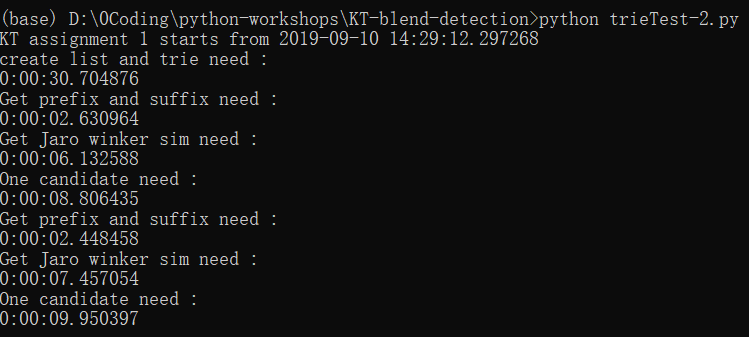 (base) D:\0Coding\python-workshops\KT-blend-detection>python trieTest-2.py
KT assignment 1 starts from 2019-09-10 14:29:12.297268
create list and trie need :
0:00:30.704876
Get prefix and suffix need :
0:00:02.630964
Get Jaro winker sim need :
0:00:06.132588
One candidate need :
0:00:08.806435
Get prefix and suffix need :
0:00:02.448458
Get Jaro winker sim need :
0:00:07.457054
One candidate need :
0:00:09.950397